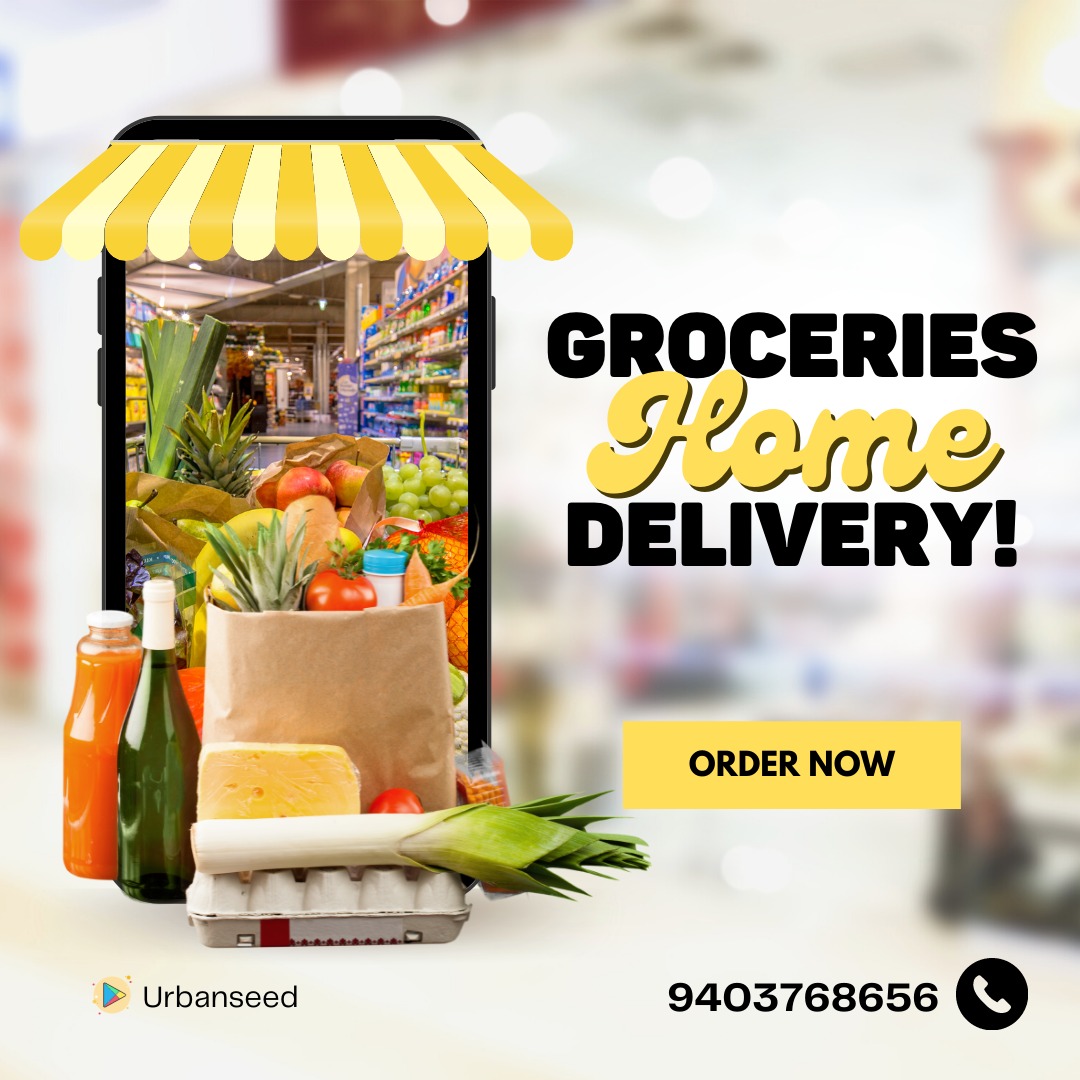 GROCERIES
Home
DELIVERY!
ORDER NOW
Urbanseed
9403768656